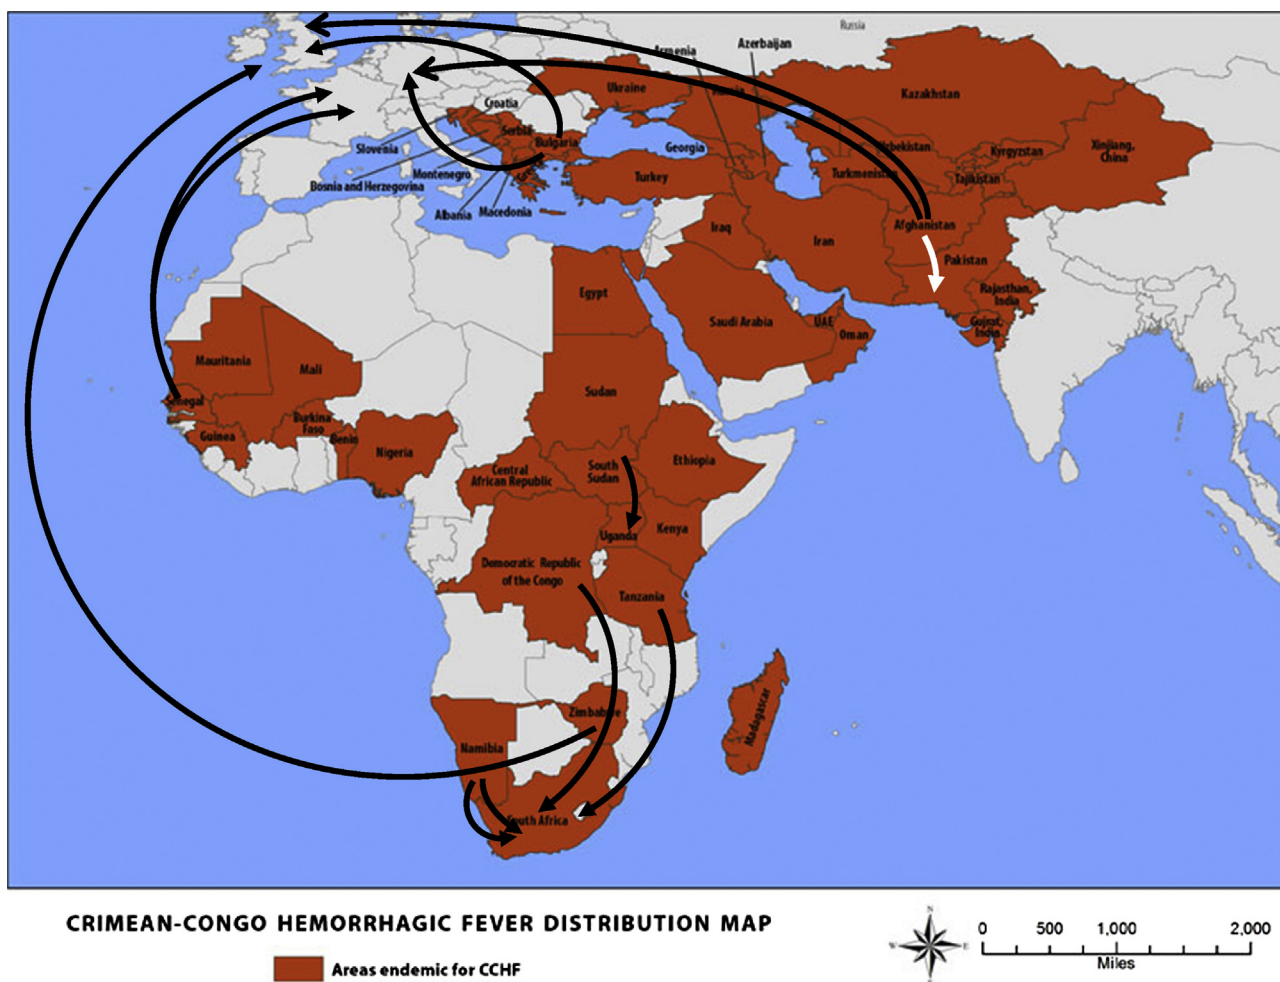 Russia
Armenia
Azerbaijan
Ukraine
Kazakhstan
Croatia
Serbia
Bulgaria
Georgia
Uzbekistan
Kyrgyzstan
Xinjiang,
China
Slovenia
Montenegro
Turkey
Turkmenistan
Tajikistan
Bosnia and Herzegovina
Albania
Macedonia
Iraq
Iran
Afghanistan
Pakistan
Egypt
Rajasthan,
India
Saudi Arabia
UAE
Oman
Gujrat,
India
Mauritania
Mali
Sudan
Senegal
Burkina
Faso
Guinea
Benin
Nigeria
Central
African Republic
South
Sudan
Ethiopia
Uganda
Kenya
Democratic Republic
of the Congo
Tanzania
Madagascar
Zimbabwe
Namibia
South Africa
CRIMEAN-CONGO HEMORRHAGIC FEVER DISTRIBUTION MAP
Areas endemic for CCHF
N
W
E
S
0 500 1,000 2,000
Miles